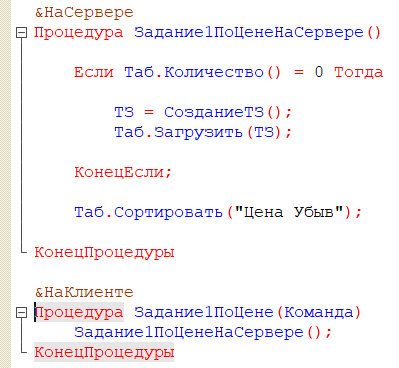 &НаСервере
Процедура Задание1ПоЦенеНаСервере()
Если Таб.Количество() = 0 Тогда
ТЗ = СозданиеТЗ();
Таб.Загрузить(ТЗ);
КонецЕсли;
Таб.Сортировать("Цена Убыв");
КонецПроцедуры
&НаКлиенте
Процедура Задание1ПоЦене(Команда)
Задание1ПоЦенеНаСервере();
КонецПроцедуры